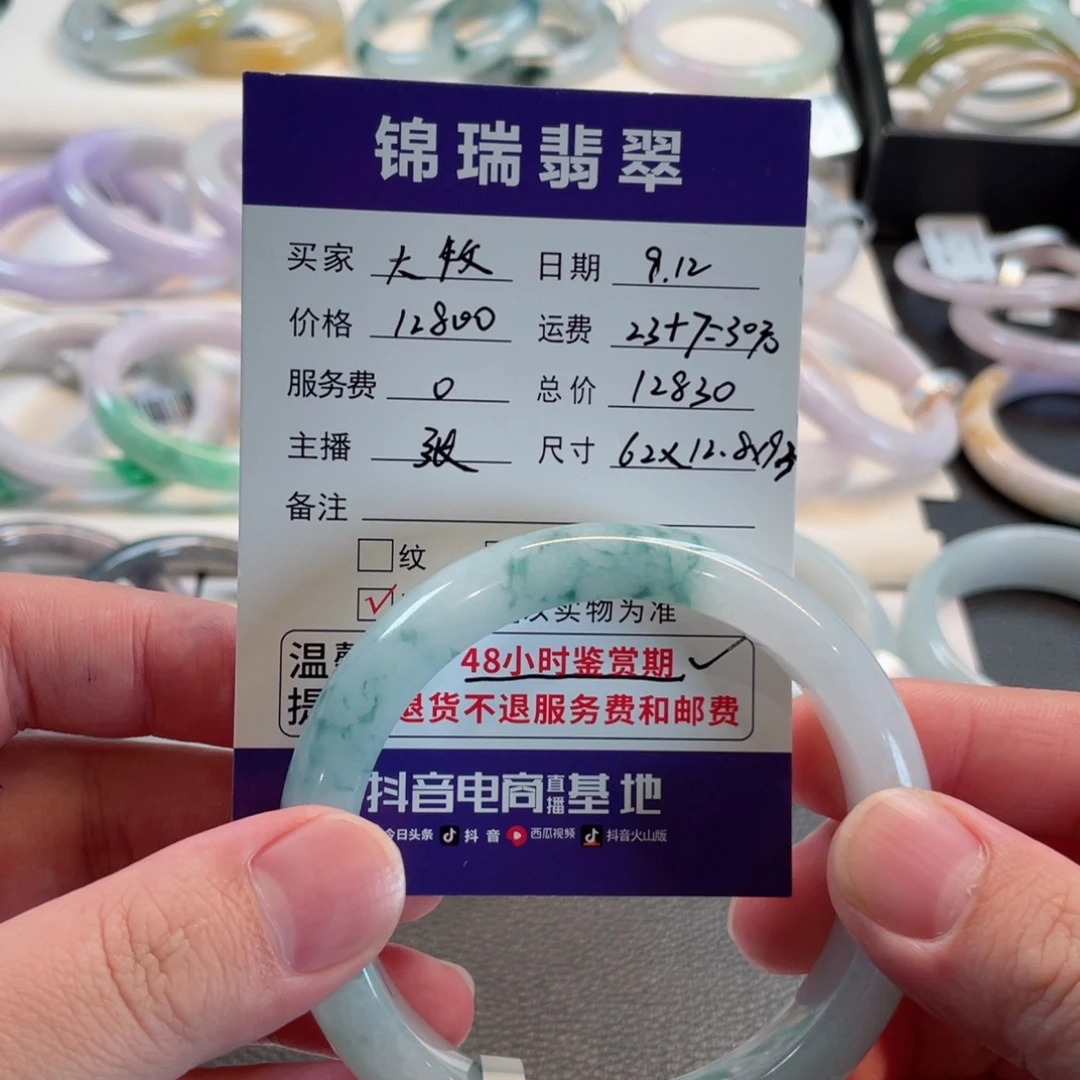 锦瑞翡翠
买家 大牧 日期 9.12
价格 12800 运费 23+7=30元
服务费 0 总价 12830
主播 张 尺寸 62x12.8x9
备注
纹
以实物为准
温 48小时鉴赏期
提 退货不退服务费和邮费
抖音电商直播基地
今日头条 抖音 西瓜视频 抖音火山版